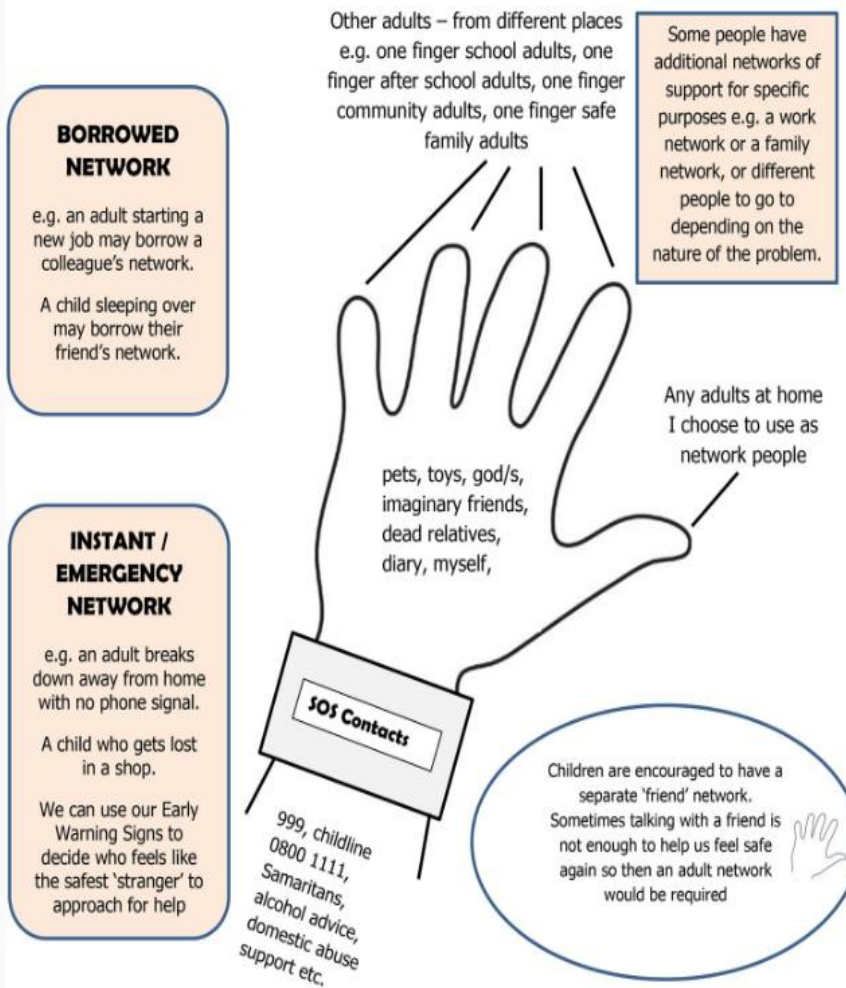 Other adults – from different places
e.g. one finger school adults, one
finger after school adults, one finger
community adults, one finger safe
family adults
Some people have
additional networks of
support for specific
purposes e.g. a work
network or a family
network, or different
people to go to
depending on the
nature of the problem.
BORROWED
NETWORK
e.g. an adult starting a
new job may borrow a
colleague's network.
A child sleeping over
may borrow their
friend's network.
Any adults at home
I choose to use as
network people
pets, toys, god/s,
imaginary friends,
dead relatives,
diary, myself,
INSTANT /
EMERGENCY
NETWORK
e.g. an adult breaks
down away from home
with no phone signal.
A child who gets lost
in a shop.
We can use our Early
Warning Signs to
decide who feels like
the safest 'stranger' to
approach for help
SOS Contacts
999, childline
0800 1111,
Samaritans,
alcohol advice,
domestic abuse
support etc.
Children are encouraged to have a
separate 'friend' network.
Sometimes talking with a friend is
not enough to help us feel safe
again so then an adult network
would be required